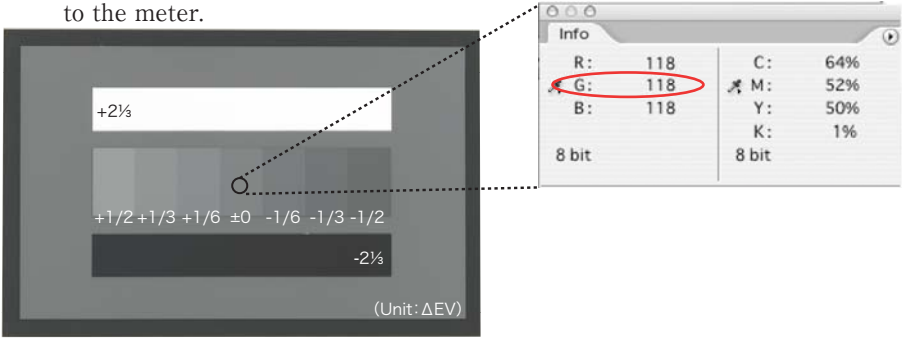 to the meter.
+2⅓
+1/2 +1/3 +1/6 ±0 -1/6 -1/3 -1/2
-2⅓
(Unit:ΔEV)
Info
R: 118 C: 64%
G: 118 M: 52%
B: 118 Y: 50%
K: 1%
8 bit 8 bit